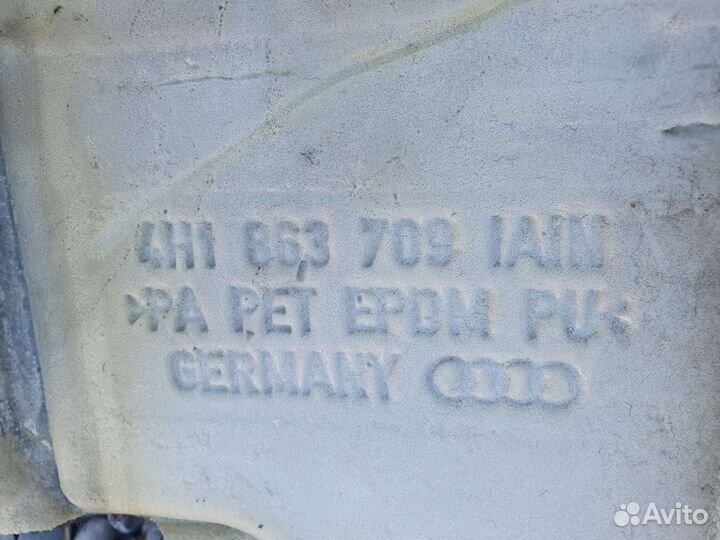 4H1 863 709 IAIN
>PA PET EPDM PU<
GERMANY
Avito